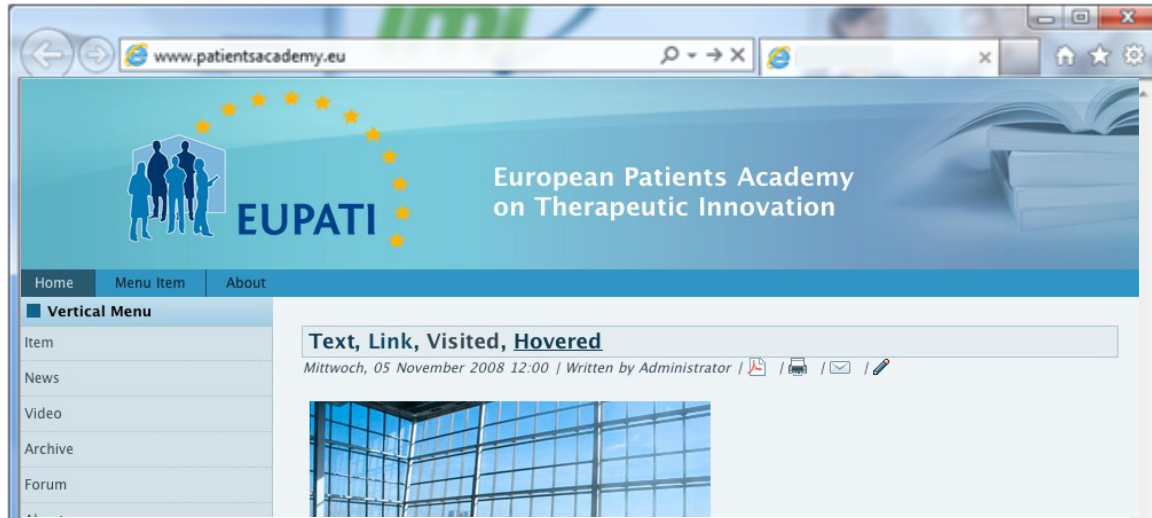 imi
www.patientsacademy.eu
EUPATI
European Patients Academy
on Therapeutic Innovation
Home Menu Item About
Vertical Menu
Item
News
Video
Archive
Forum
Text, Link, Visited, Hovered
Mittwoch, 05 November 2008 12:00 | Written by Administrator | | | |